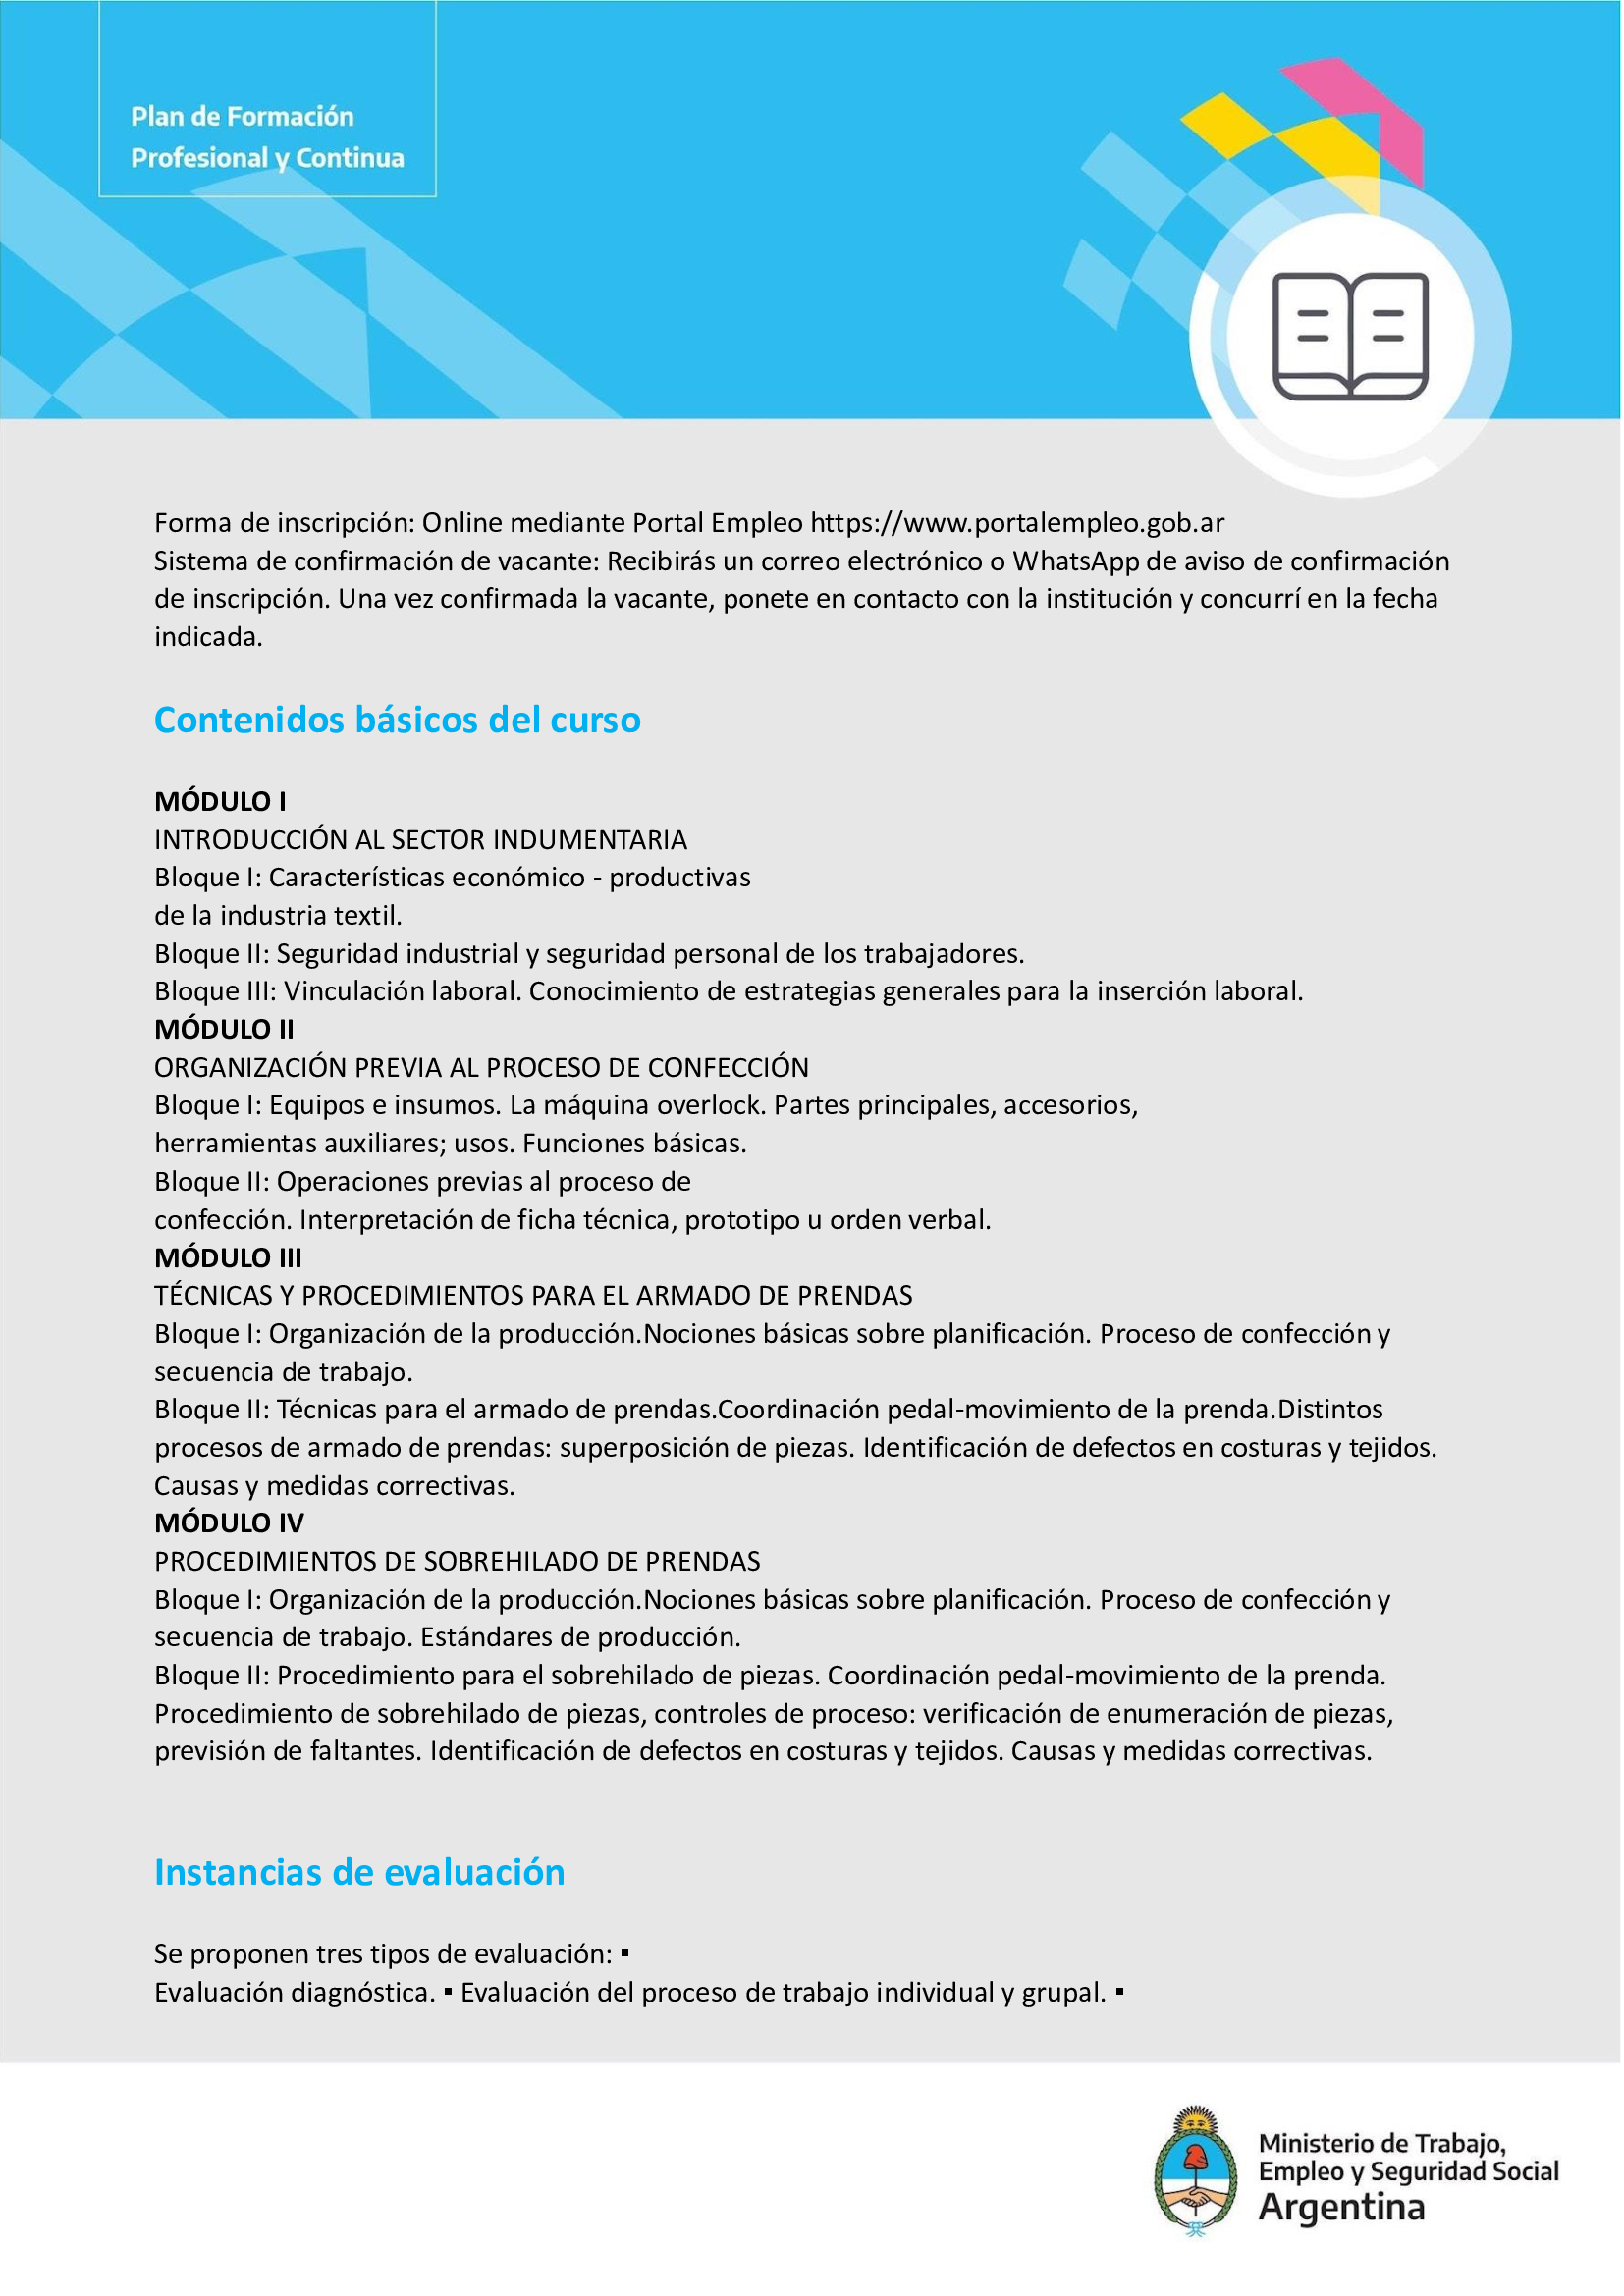 Plan de Formación
Profesional y Continua
Forma de inscripción: Online mediante Portal Empleo https://www.portalempleo.gob.ar
Sistema de confirmación de vacante: Recibirás un correo electrónico o WhatsApp de aviso de confirmación
de inscripción. Una vez confirmada la vacante, ponete en contacto con la institución y concurrí en la fecha
indicada.
Contenidos básicos del curso
MÓDULO I
INTRODUCCIÓN AL SECTOR INDUMENTARIA
Bloque I: Características económico - productivas
de la industria textil.
Bloque II: Seguridad industrial y seguridad personal de los trabajadores.
Bloque III: Vinculación laboral. Conocimiento de estrategias generales para la inserción laboral.
MÓDULO II
ORGANIZACIÓN PREVIA AL PROCESO DE CONFECCIÓN
Bloque I: Equipos e insumos. La máquina overlock. Partes principales, accesorios,
herramientas auxiliares; usos. Funciones básicas.
Bloque II: Operaciones previas al proceso de
confección. Interpretación de ficha técnica, prototipo u orden verbal.
MÓDULO III
TÉCNICAS Y PROCEDIMIENTOS PARA EL ARMADO DE PRENDAS
Bloque I: Organización de la producción.Nociones básicas sobre planificación. Proceso de confección y
secuencia de trabajo.
Bloque II: Técnicas para el armado de prendas.Coordinación pedal-movimiento de la prenda.Distintos
procesos de armado de prendas: superposición de piezas. Identificación de defectos en costuras y tejidos.
Causas y medidas correctivas.
MÓDULO IV
PROCEDIMIENTOS DE SOBREHILADO DE PRENDAS
Bloque I: Organización de la producción.Nociones básicas sobre planificación. Proceso de confección y
secuencia de trabajo. Estándares de producción.
Bloque II: Procedimiento para el sobrehilado de piezas. Coordinación pedal-movimiento de la prenda.
Procedimiento de sobrehilado de piezas, controles de proceso: verificación de enumeración de piezas,
previsión de faltantes. Identificación de defectos en costuras y tejidos. Causas y medidas correctivas.
Instancias de evaluación
Se proponen tres tipos de evaluación: ▪
Evaluación diagnóstica. ▪ Evaluación del proceso de trabajo individual y grupal. ▪
Ministerio de Trabajo,
Empleo y Seguridad Social
Argentina